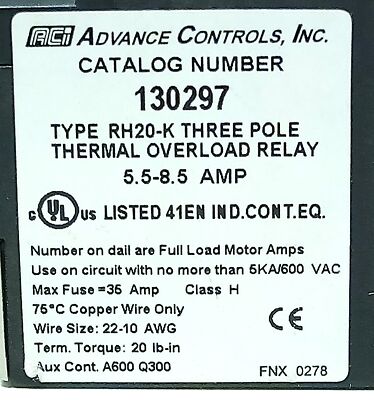 ACI ADVANCE CONTROLS, INC.
CATALOG NUMBER
130297
TYPE RH20-K THREE POLE
THERMAL OVERLOAD RELAY
5.5-8.5 AMP
C UL US LISTED 41EN IND.CONT.EQ.
Number on dail are Full Load Motor Amps
Use on circuit with no more than 5KA/600 VAC
Max Fuse =35 Amp Class H
75°C Copper Wire Only
Wire Size: 22-10 AWG
CE
Term. Torque: 20 lb-in
Aux Cont. A600 Q300
FNX 0278